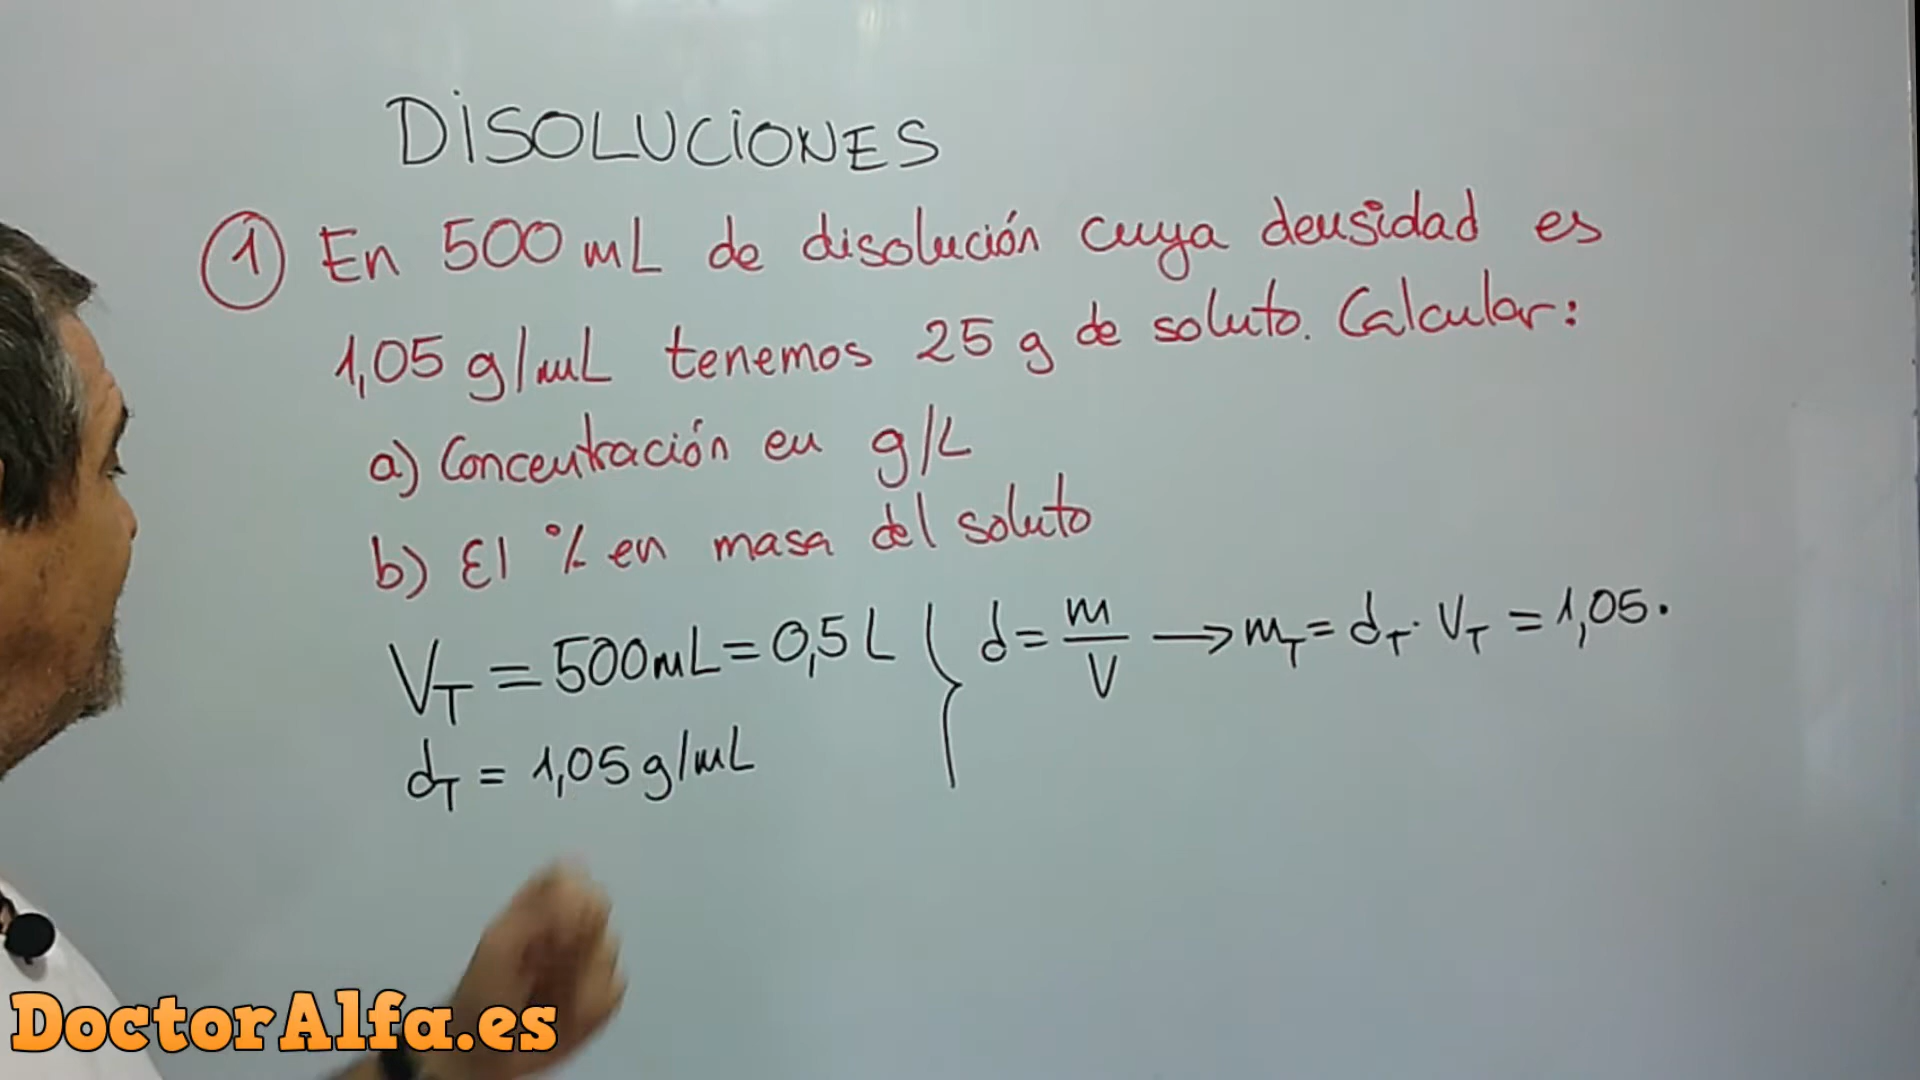 DISOLUCIONES
① En 500 mL de disolución cuya densidad es
1,05 g/mL tenemos 25 g de soluto. Calcular:
a) Concentración en g/L
b) El % en masa del soluto
V_T = 500 mL = 0,5 L } d = m/V → m_T = d_T · V_T = 1,05 ·
d_T = 1,05 g/mL
DoctorAlfa.es